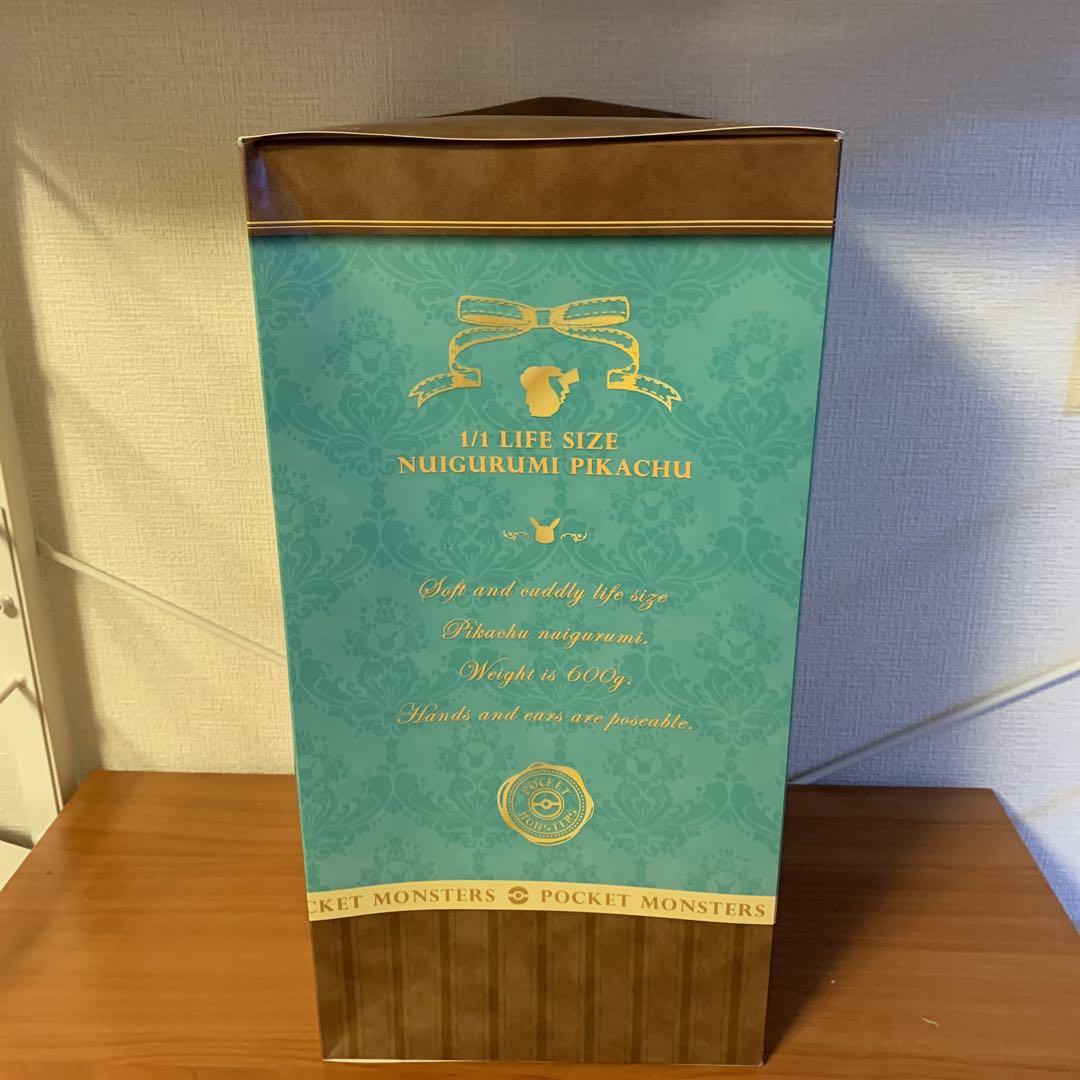 1/1 LIFE SIZE
NUIGURUMI PIKACHU
Soft and cuddly life size
Pikachu nuigurumi.
Weight is 600g.
Hands and ears are poseable.
POCKET
MONSTERS
CKET MONSTERS POCKET MONSTERS